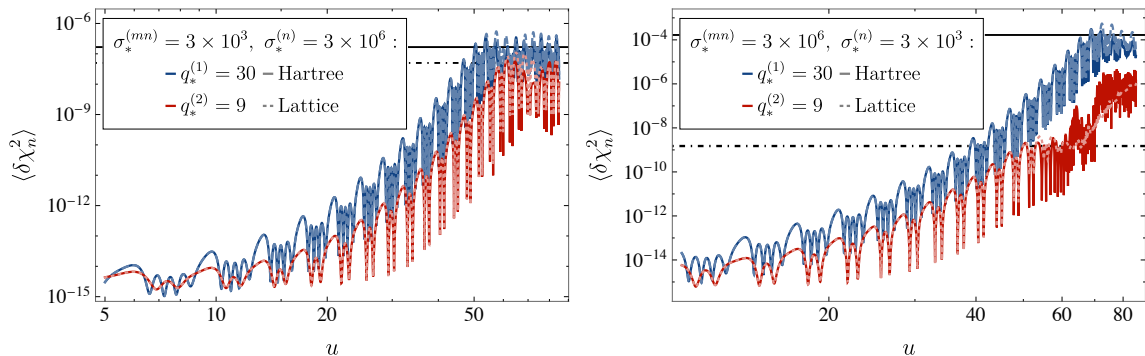 σ_*^(mn) = 3 × 10^3, σ_*^(n) = 3 × 10^6 :
q_*^(1) = 30 Hartree
q_*^(2) = 9 Lattice
10^-6
10^-9
10^-12
10^-15
⟨δχ_n^2⟩
5 10 20 50
u
σ_*^(mn) = 3 × 10^6, σ_*^(n) = 3 × 10^3 :
q_*^(1) = 30 Hartree
q_*^(2) = 9 Lattice
10^-4
10^-6
10^-8
10^-10
10^-12
10^-14
⟨δχ_n^2⟩
20 40 60 80
u